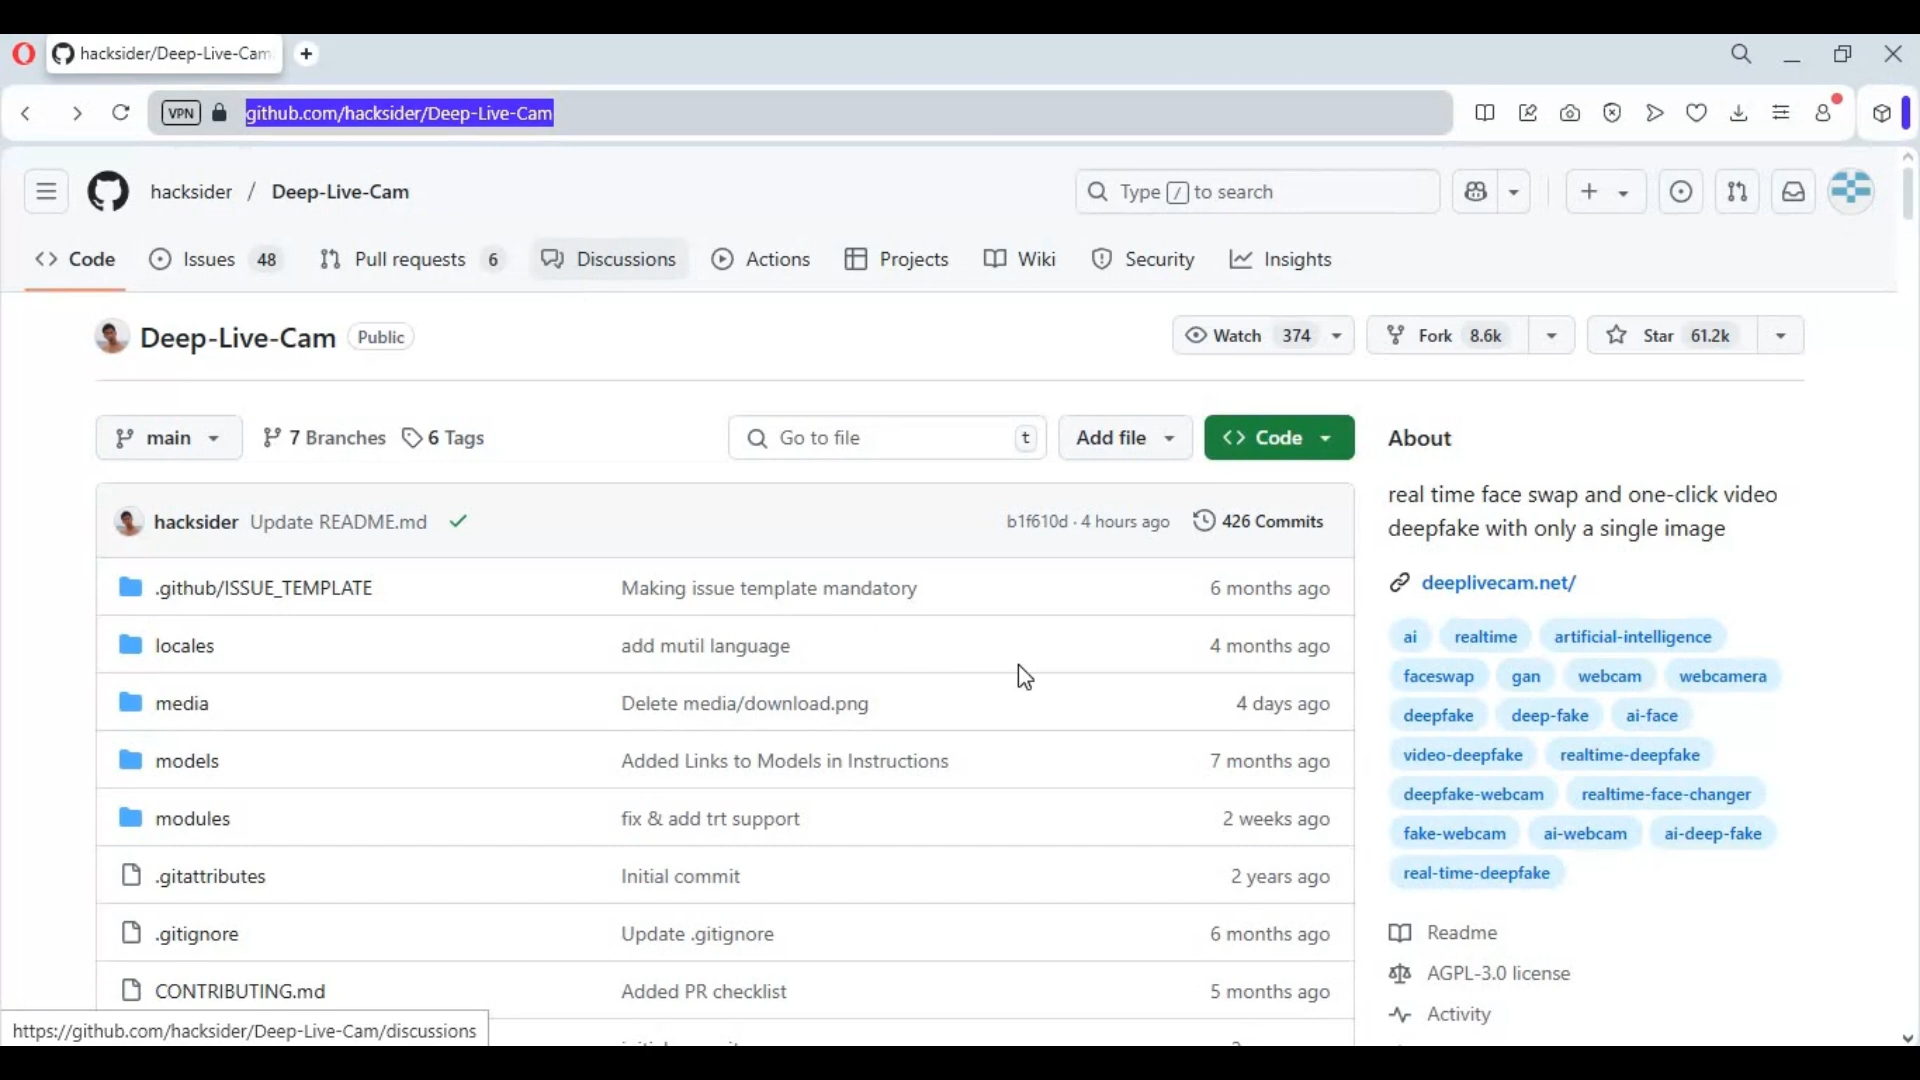 hacksider/Deep-Live-Cam
VPN github.com/hacksider/Deep-Live-Cam
hacksider / Deep-Live-Cam
Type / to search
Code Issues 48 Pull requests 6 Discussions Actions Projects Wiki Security Insights
Deep-Live-Cam Public
Watch 374 Fork 8.6k Star 61.2k
main 7 Branches 6 Tags Go to file t Add file Code
hacksider Update README.md b1f610d · 4 hours ago 426 Commits
.github/ISSUE_TEMPLATE Making issue template mandatory 6 months ago
locales add mutil language 4 months ago
media Delete media/download.png 4 days ago
models Added Links to Models in Instructions 7 months ago
modules fix & add trt support 2 weeks ago
.gitattributes Initial commit 2 years ago
.gitignore Update .gitignore 6 months ago
CONTRIBUTING.md Added PR checklist 5 months ago
About
real time face swap and one-click video
deepfake with only a single image
deeplivecam.net/
ai realtime artificial-intelligence
faceswap gan webcam webcamera
deepfake deep-fake ai-face
video-deepfake realtime-deepfake
deepfake-webcam realtime-face-changer
fake-webcam ai-webcam ai-deep-fake
real-time-deepfake
Readme
AGPL-3.0 license
Activity
https://github.com/hacksider/Deep-Live-Cam/discussions